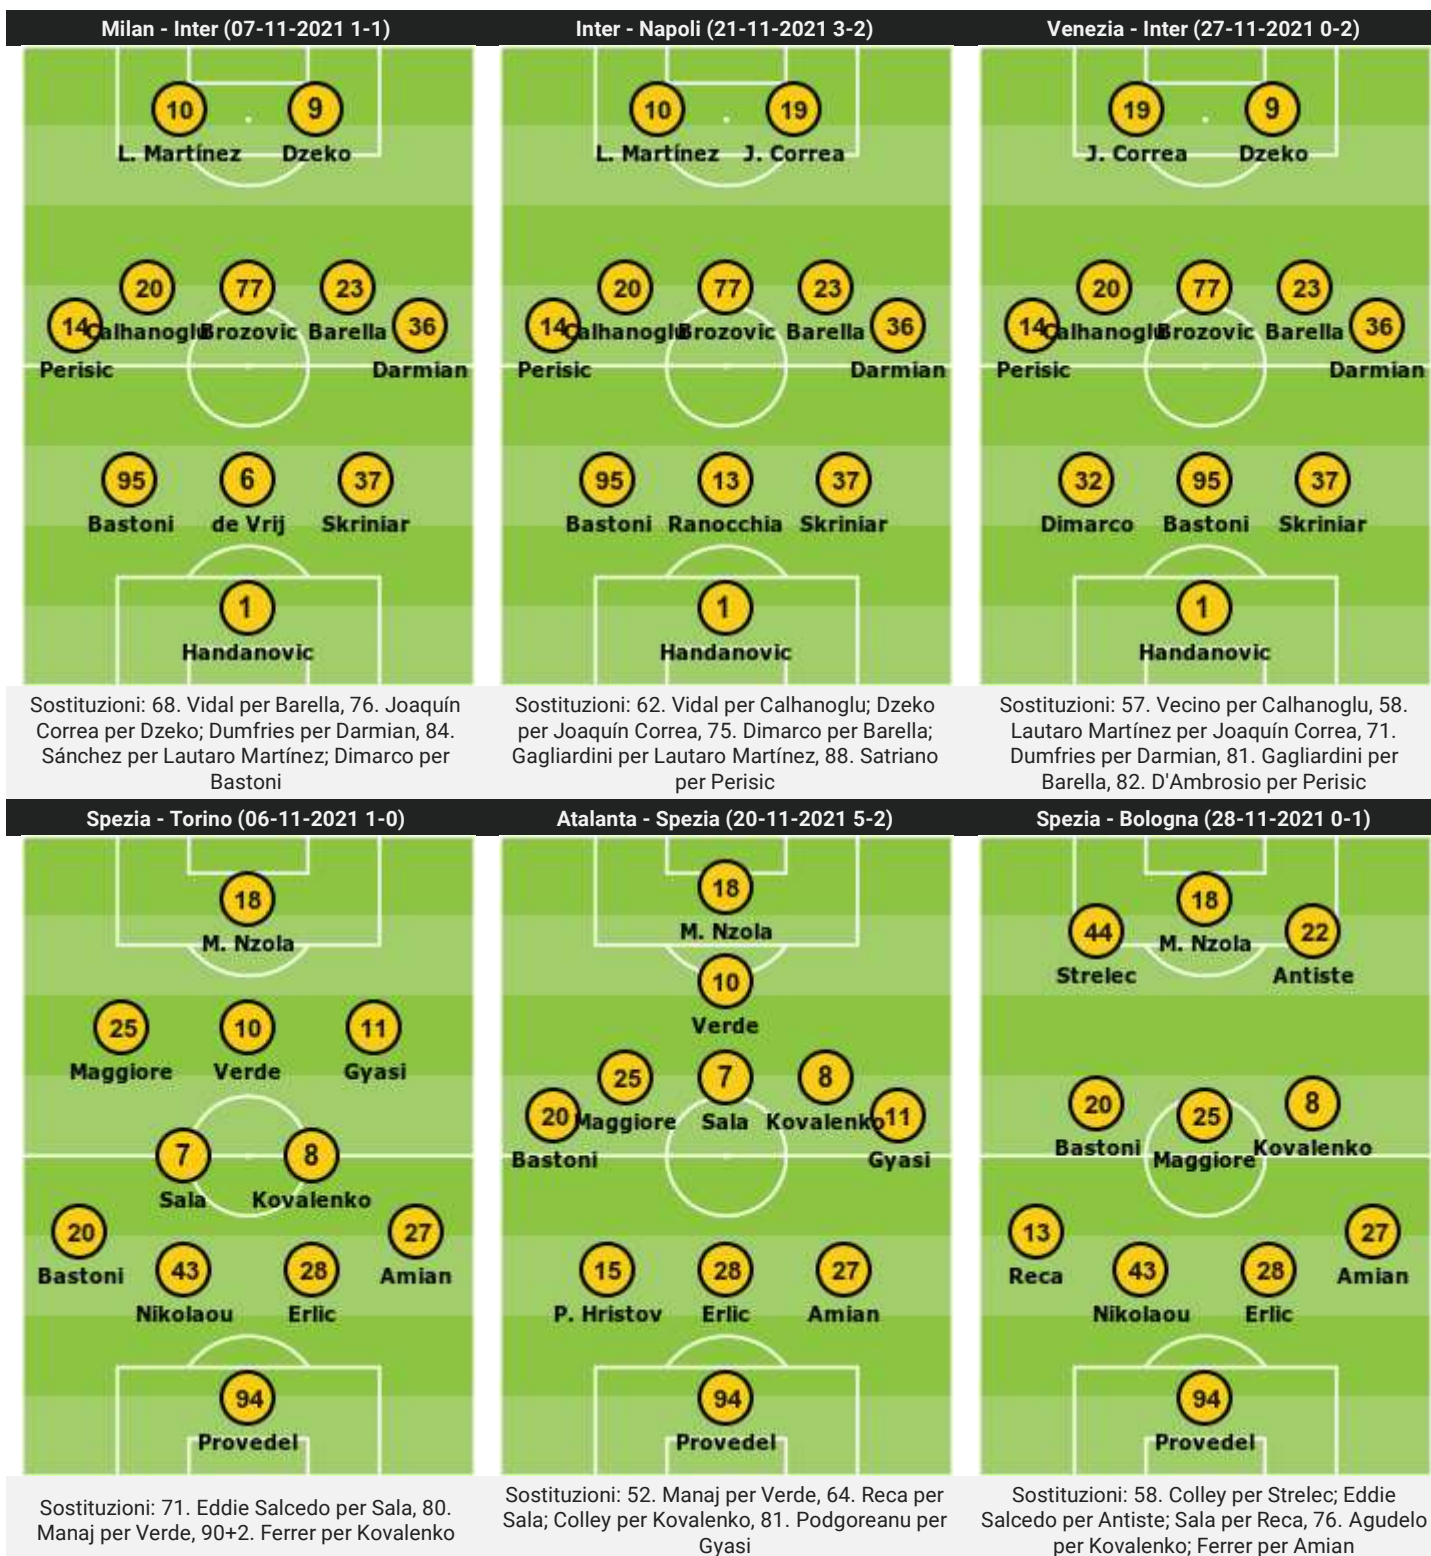 Milan - Inter (07-11-2021 1-1)
10 9
L. Martínez Dzeko
20 77 23
14 36
Calhanoglu Brozovic Barella
Perisic Darmian
95 6 37
Bastoni de Vrij Skriniar
1
Handanovic
Sostituzioni: 68. Vidal per Barella, 76. Joaquín
Correa per Dzeko; Dumfries per Darmian, 84.
Sánchez per Lautaro Martínez; Dimarco per
Bastoni
Inter - Napoli (21-11-2021 3-2)
10 19
L. Martínez J. Correa
20 77 23
14 36
Calhanoglu Brozovic Barella
Perisic Darmian
95 13 37
Bastoni Ranocchia Skriniar
1
Handanovic
Sostituzioni: 62. Vidal per Calhanoglu; Dzeko
per Joaquín Correa, 75. Dimarco per Barella;
Gagliardini per Lautaro Martínez, 88. Satriano
per Perisic
Venezia - Inter (27-11-2021 0-2)
19 9
J. Correa Dzeko
20 77 23
14 36
Calhanoglu Brozovic Barella
Perisic Darmian
32 95 37
Dimarco Bastoni Skriniar
1
Handanovic
Sostituzioni: 57. Vecino per Calhanoglu, 58.
Lautaro Martínez per Joaquín Correa, 71.
Dumfries per Darmian, 81. Gagliardini per
Barella, 82. D'Ambrosio per Perisic
Spezia - Torino (06-11-2021 1-0)
18
M. Nzola
25 10 11
Maggiore Verde Gyasi
7 8
Sala Kovalenko
20 27
Bastoni Amian
43 28
Nikolaou Erlic
94
Provedel
Sostituzioni: 71. Eddie Salcedo per Sala, 80.
Manaj per Verde, 90+2. Ferrer per Kovalenko
Atalanta - Spezia (20-11-2021 5-2)
18
M. Nzola
10
Verde
25 7 8
20 11
Maggiore Sala Kovalenko
Bastoni Gyasi
15 28 27
P. Hristov Erlic Amian
94
Provedel
Sostituzioni: 52. Manaj per Verde, 64. Reca per
Sala; Colley per Kovalenko, 81. Podgoreanu per
Gyasi
Spezia - Bologna (28-11-2021 0-1)
18
44 22
M. Nzola
Strelec Antiste
20 25 8
Bastoni Maggiore Kovalenko
13 27
Reca Amian
43 28
Nikolaou Erlic
94
Provedel
Sostituzioni: 58. Colley per Strelec; Eddie
Salcedo per Antiste; Sala per Reca, 76. Agudelo
per Kovalenko; Ferrer per Amian